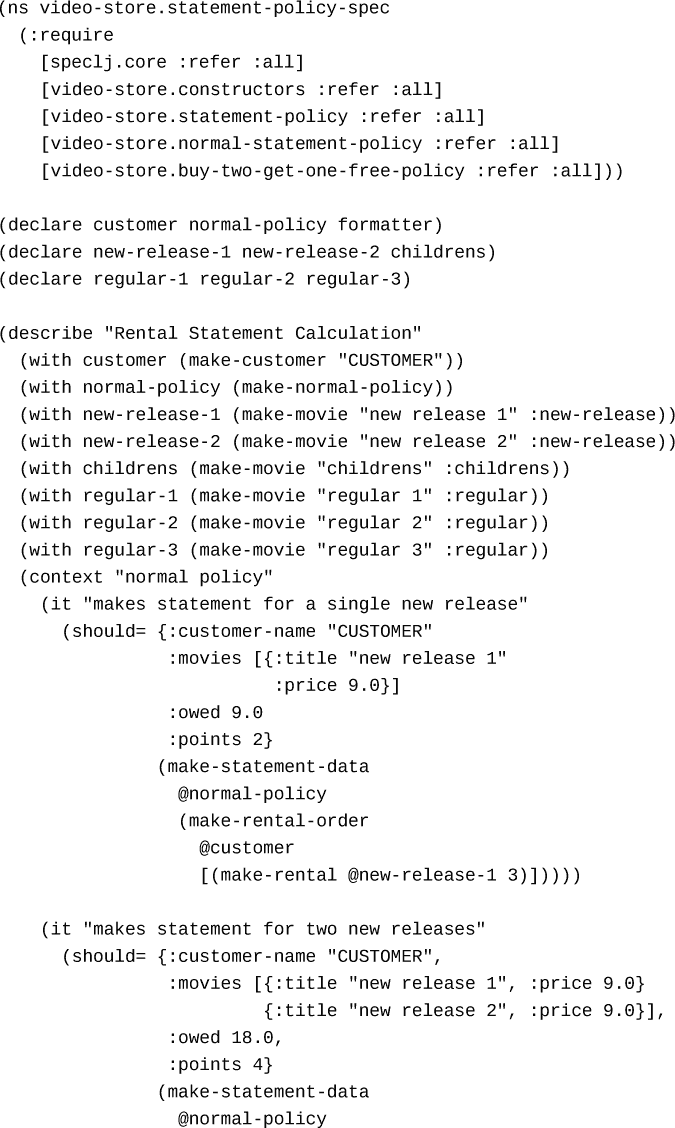 (ns video-store.statement-policy-spec
  (:require
    [speclj.core :refer :all]
    [video-store.constructors :refer :all]
    [video-store.statement-policy :refer :all]
    [video-store.normal-statement-policy :refer :all]
    [video-store.buy-two-get-one-free-policy :refer :all]))

(declare customer normal-policy formatter)
(declare new-release-1 new-release-2 childrens)
(declare regular-1 regular-2 regular-3)

(describe "Rental Statement Calculation"
  (with customer (make-customer "CUSTOMER"))
  (with normal-policy (make-normal-policy))
  (with new-release-1 (make-movie "new release 1" :new-release))
  (with new-release-2 (make-movie "new release 2" :new-release))
  (with childrens (make-movie "childrens" :childrens))
  (with regular-1 (make-movie "regular 1" :regular))
  (with regular-2 (make-movie "regular 2" :regular))
  (with regular-3 (make-movie "regular 3" :regular))
  (context "normal policy"
    (it "makes statement for a single new release"
      (should= {:customer-name "CUSTOMER"
                :movies [{:title "new release 1"
                          :price 9.0}]
                :owed 9.0
                :points 2}
               (make-statement-data
                 @normal-policy
                 (make-rental-order
                   @customer
                   [(make-rental @new-release-1 3)]))))

    (it "makes statement for two new releases"
      (should= {:customer-name "CUSTOMER",
                :movies [{:title "new release 1", :price 9.0}
                         {:title "new release 2", :price 9.0}],
                :owed 18.0,
                :points 4}
               (make-statement-data
                 @normal-policy